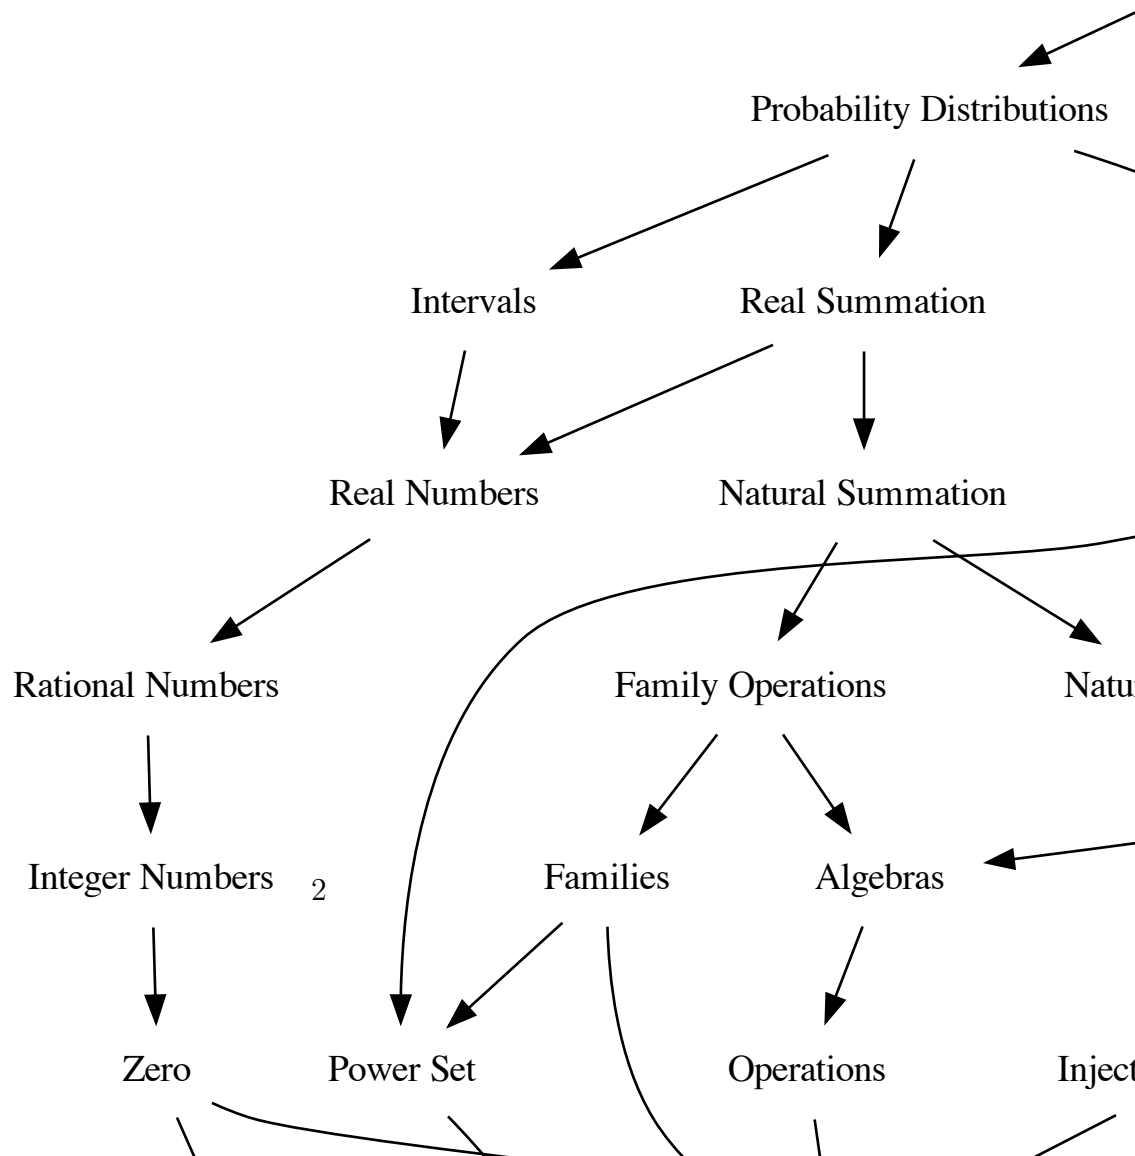 Probability Distributions
Intervals
Real Summation
Real Numbers
Natural Summation
Rational Numbers
Family Operations
Integer Numbers
2
Families
Algebras
Zero
Power Set
Operations